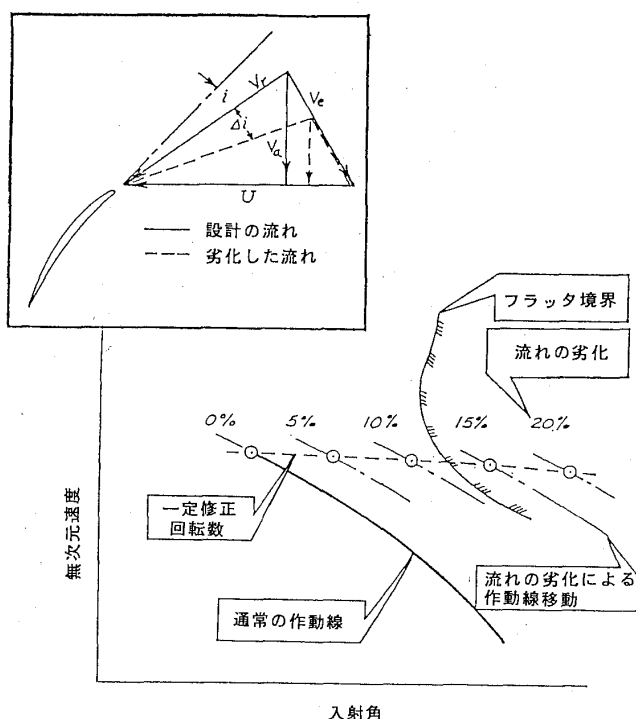 i
Vr
Ve
Δi
Va
U
設計の流れ
劣化した流れ
フラッタ境界
流れの劣化
0% 5% 10% 15% 20%
一定修正
回転数
無次元速度
通常の作動線
流れの劣化による
作動線移動
入射角